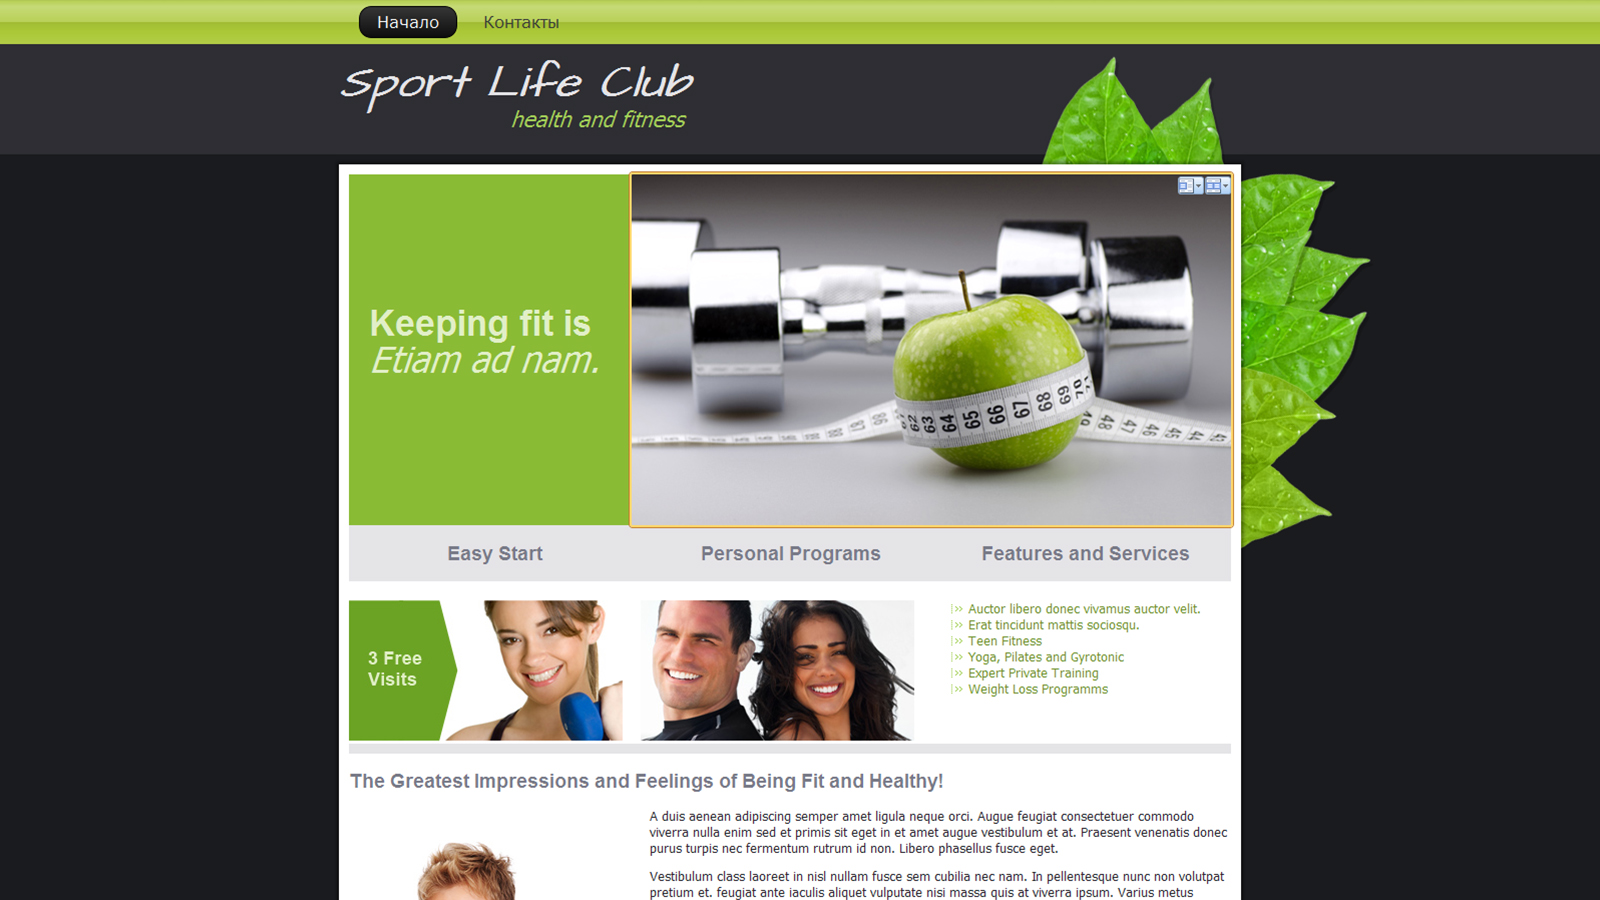 Начало Контакты
Sport Life Club
health and fitness
Keeping fit is
Etiam ad nam.
62 63 64 65 66 67 68 69 70
48 47 46 45 44
Easy Start Personal Programs Features and Services
3 Free
Visits
Auctor libero donec vivamus auctor velit.
Erat tincidunt mattis sociosqu.
Teen Fitness
Yoga, Pilates and Gyrotonic
Expert Private Training
Weight Loss Programms
The Greatest Impressions and Feelings of Being Fit and Healthy!
A duis aenean adipiscing semper amet ligula neque orci. Augue feugiat consectetuer commodo
viverra nulla enim sed et primis sit eget in et amet augue vestibulum et at. Praesent venenatis donec
purus turpis nec fermentum rutrum id non. Libero phasellus fusce eget.
Vestibulum class laoreet in nisl nullam fusce sem cubilia nec nam. In pellentesque nunc non volutpat
pretium et. feugiat ante iaculis aliquet vulputate nisi massa quis at viverra ipsum. Varius metus